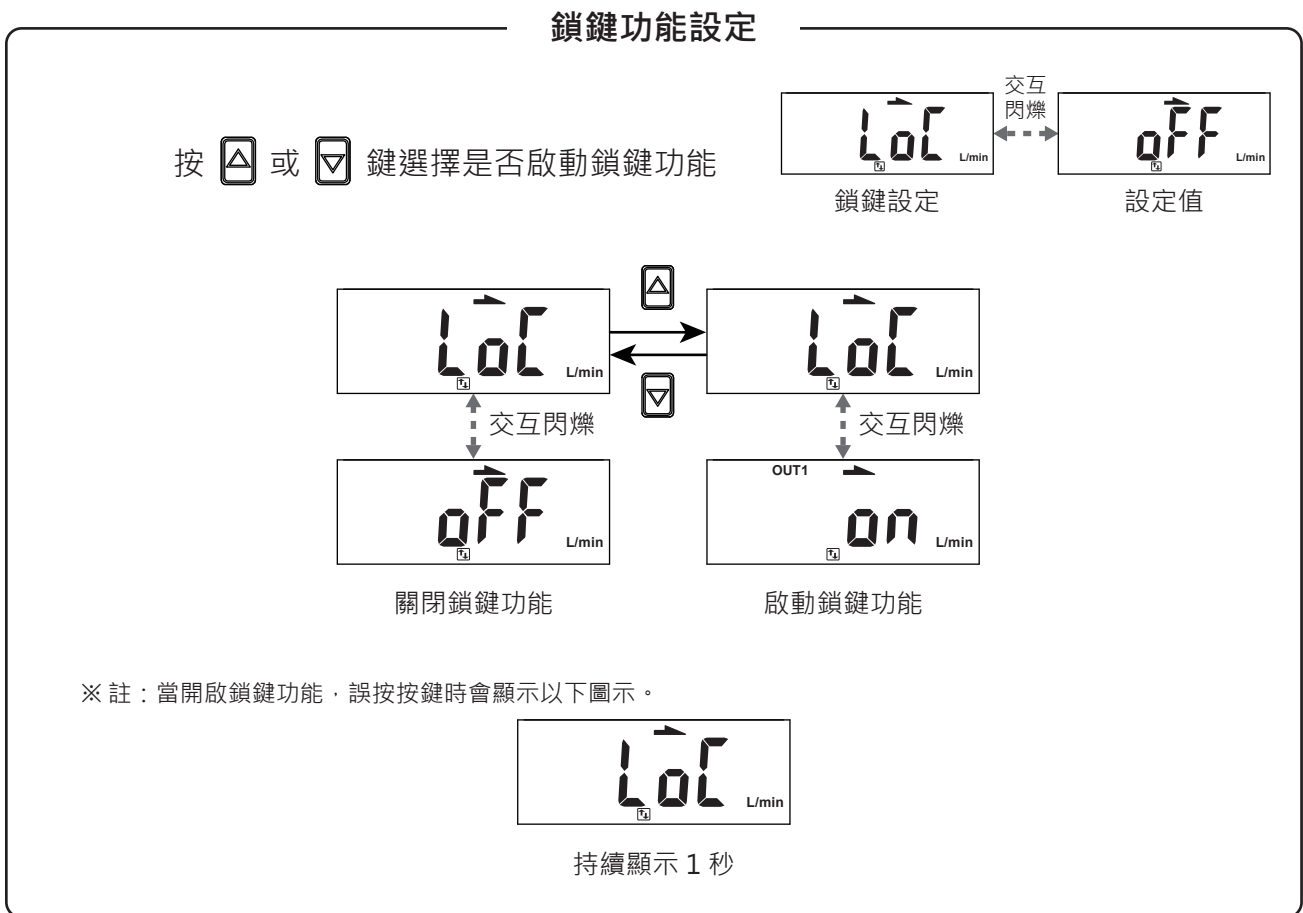 鎖鍵功能設定
按 或 鍵選擇是否啟動鎖鍵功能
LoC L/min
交互
閃爍
oFF L/min
鎖鍵設定
設定值
LoC L/min
LoC L/min
交互閃爍
交互閃爍
oFF L/min
OUT1
on L/min
關閉鎖鍵功能
啟動鎖鍵功能
※ 註：當開啟鎖鍵功能，誤按按鍵時會顯示以下圖示。
LoC L/min
持續顯示 1 秒